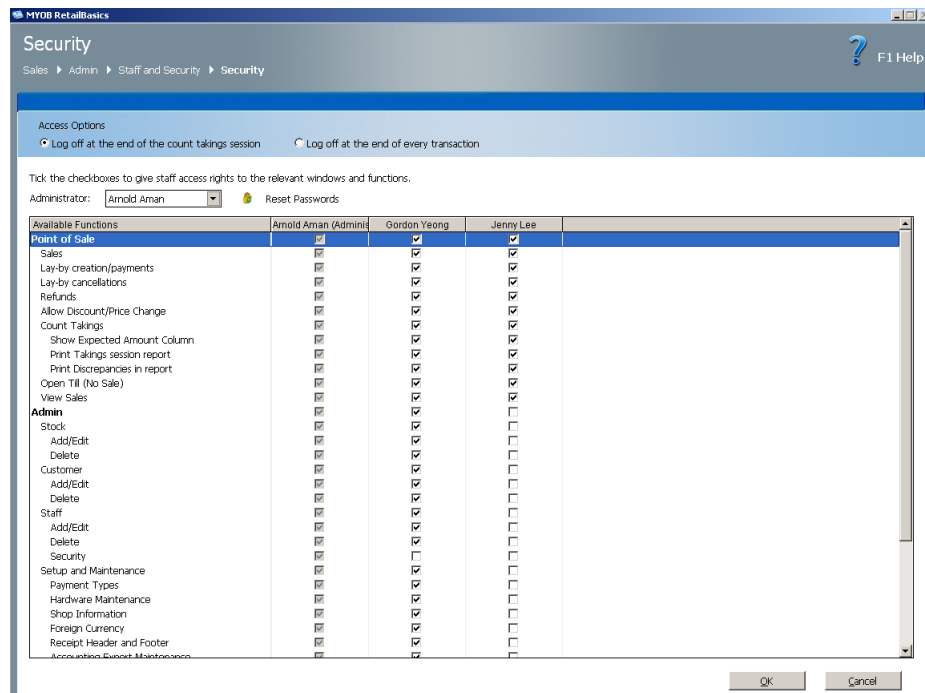 MYOB RetailBasics
Security
F1 Help
Sales Admin Staff and Security Security
Access Options
Log off at the end of the count takings session Log off at the end of every transaction
Tick the checkboxes to give staff access rights to the relevant windows and functions.
Administrator: Arnold Aman Reset Passwords
Available Functions Arnold Aman (Adminis Gordon Yeong Jenny Lee
Point of Sale
Sales
Lay-by creation/payments
Lay-by cancellations
Refunds
Allow Discount/Price Change
Count Takings
Show Expected Amount Column
Print Takings session report
Print Discrepancies in report
Open Till (No Sale)
View Sales
Admin
Stock
Add/Edit
Delete
Customer
Add/Edit
Delete
Staff
Add/Edit
Delete
Security
Setup and Maintenance
Payment Types
Hardware Maintenance
Shop Information
Foreign Currency
Receipt Header and Footer
Accounting Export Maintenance
OK Cancel